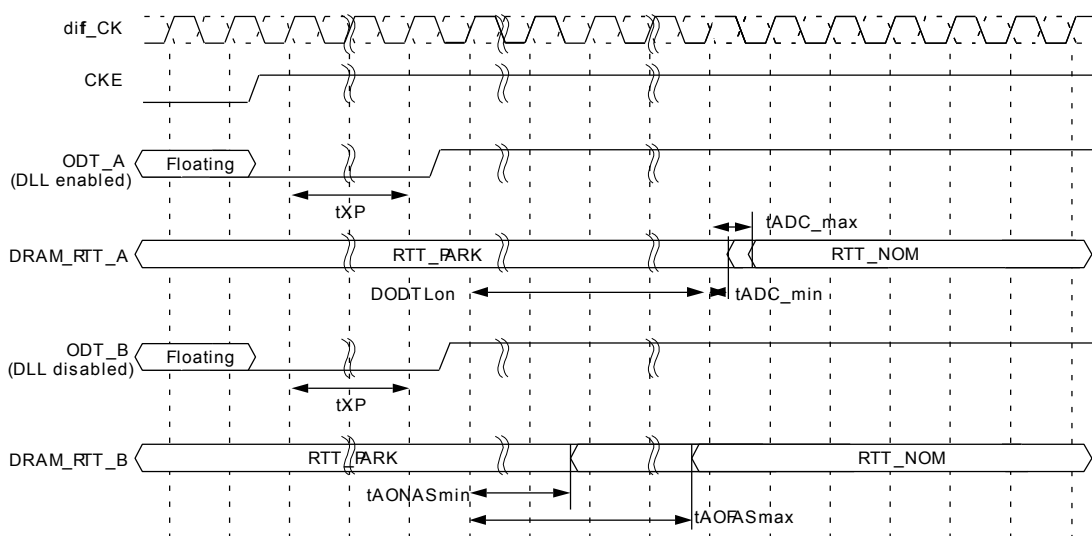 dif_CK
CKE
ODT_A
(DLL enabled)
Floating
tXP
tADC_max
DRAM_RTT_A
RTT_PARK
RTT_NOM
DODTLon
tADC_min
ODT_B
(DLL disabled)
Floating
tXP
DRAM_RTT_B
RTT_PARK
RTT_NOM
tAONASmin
tAOFASmax